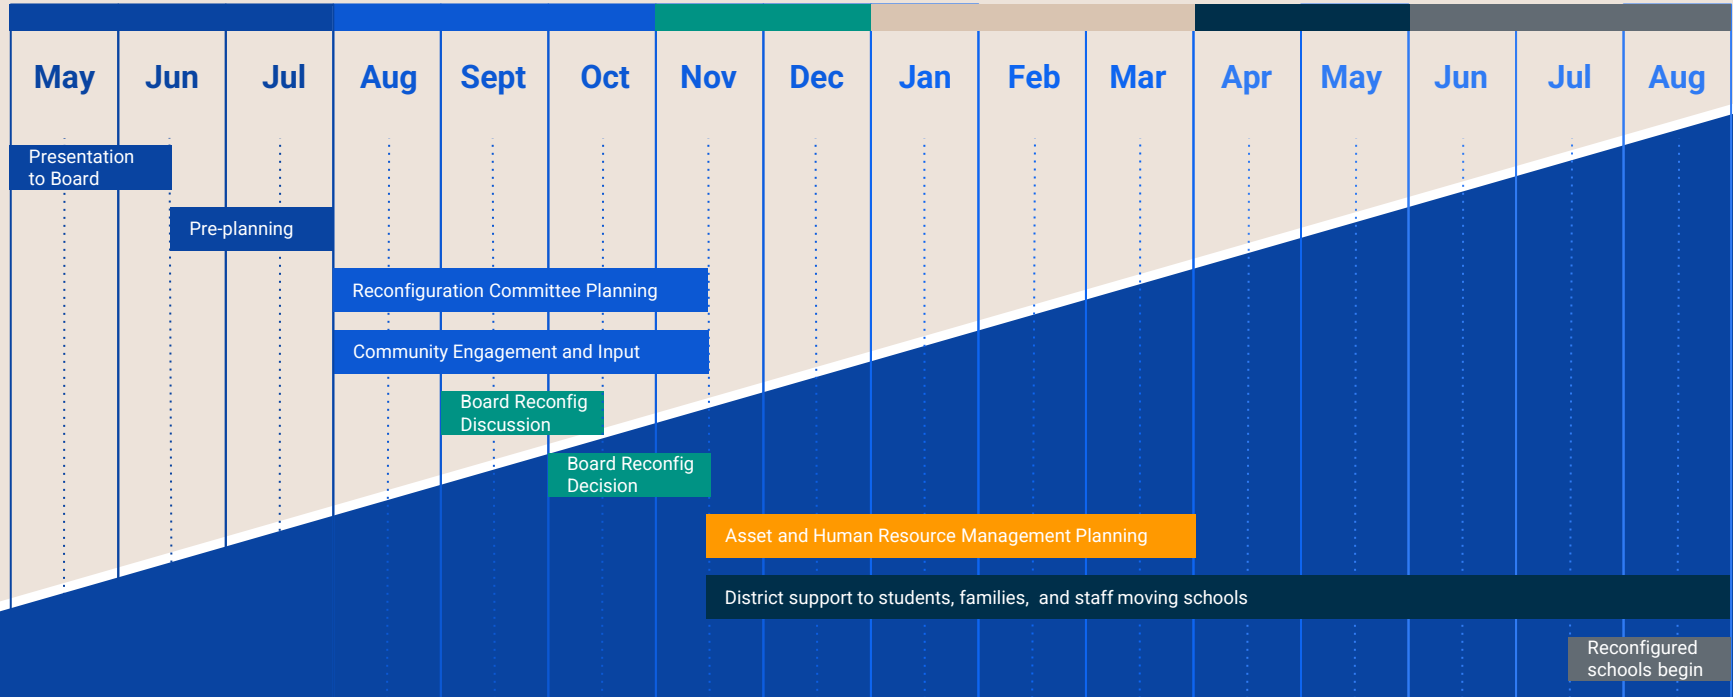 May Jun Jul Aug Sept Oct Nov Dec Jan Feb Mar Apr May Jun Jul Aug
Presentation
to Board
Pre-planning
Reconfiguration Committee Planning
Community Engagement and Input
Board Reconfig
Discussion
Board Reconfig
Decision
Asset and Human Resource Management Planning
District support to students, families, and staff moving schools
Reconfigured
schools begin